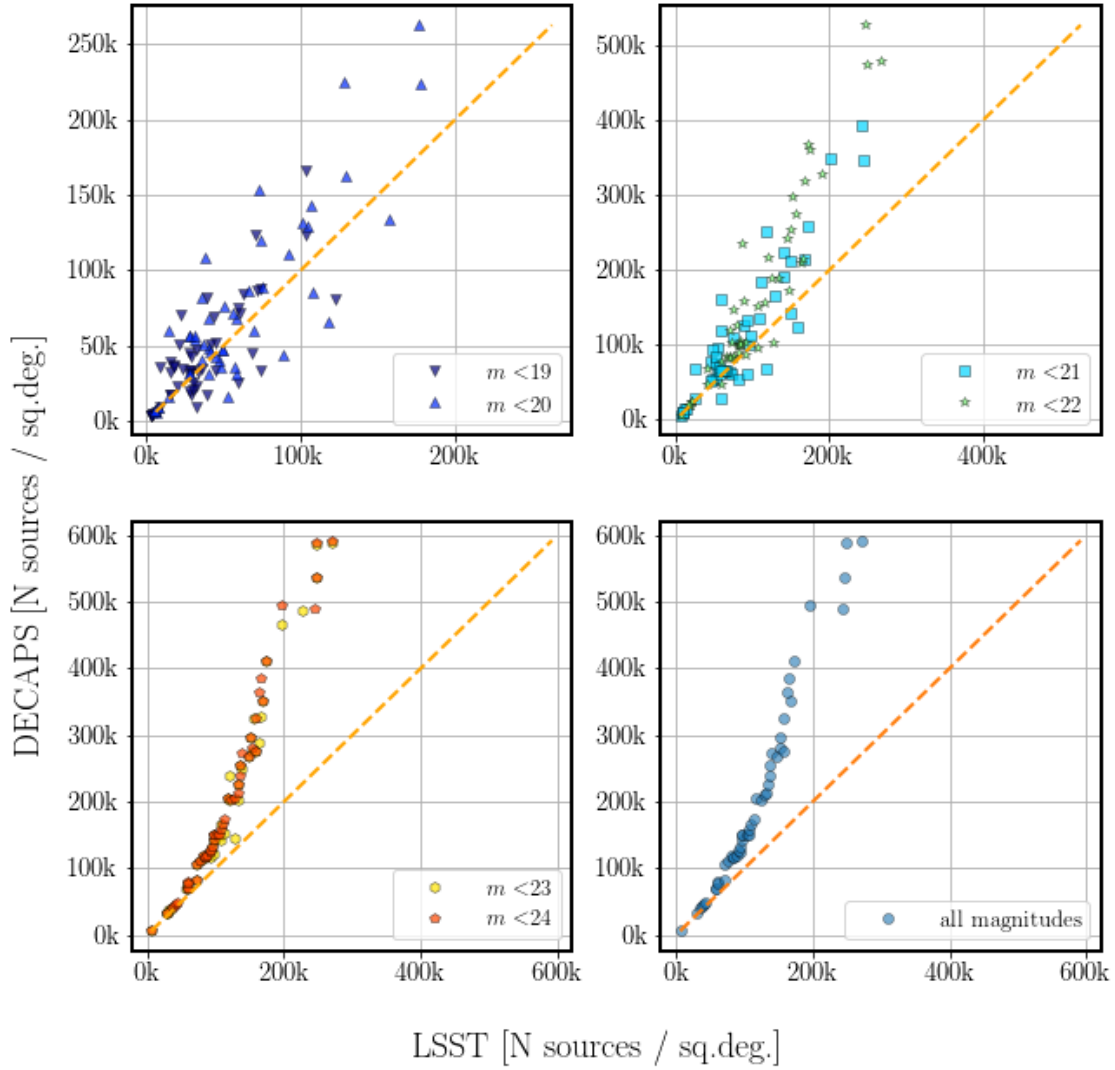 250k
200k
150k
100k
50k
0k
m <19
m <20
0k 100k 200k
500k
400k
300k
200k
100k
0k
m <21
m <22
0k 200k 400k
DECAPS [N sources / sq.deg.]
600k
500k
400k
300k
200k
100k
0k
m <23
m <24
0k 200k 400k 600k
600k
500k
400k
300k
200k
100k
0k
all magnitudes
0k 200k 400k 600k
LSST [N sources / sq.deg.]